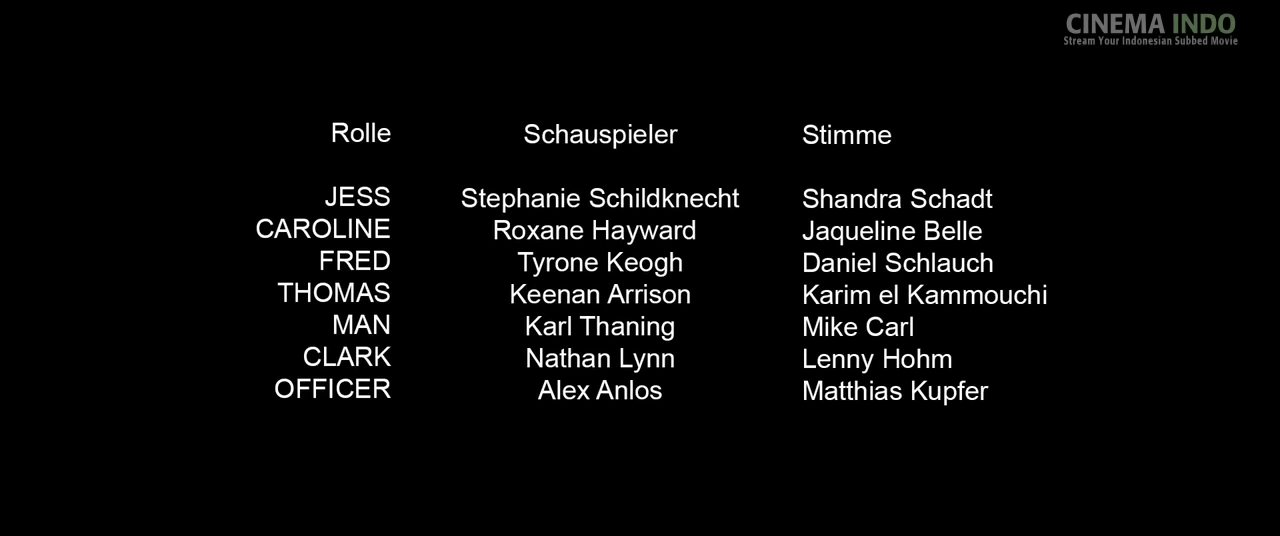 CINEMA INDO
Stream Your Indonesian Subbed Movie
Rolle Schauspieler Stimme
JESS Stephanie Schildknecht Shandra Schadt
CAROLINE Roxane Hayward Jaqueline Belle
FRED Tyrone Keogh Daniel Schlauch
THOMAS Keenan Arrison Karim el Kammouchi
MAN Karl Thaning Mike Carl
CLARK Nathan Lynn Lenny Hohm
OFFICER Alex Anlos Matthias Kupfer